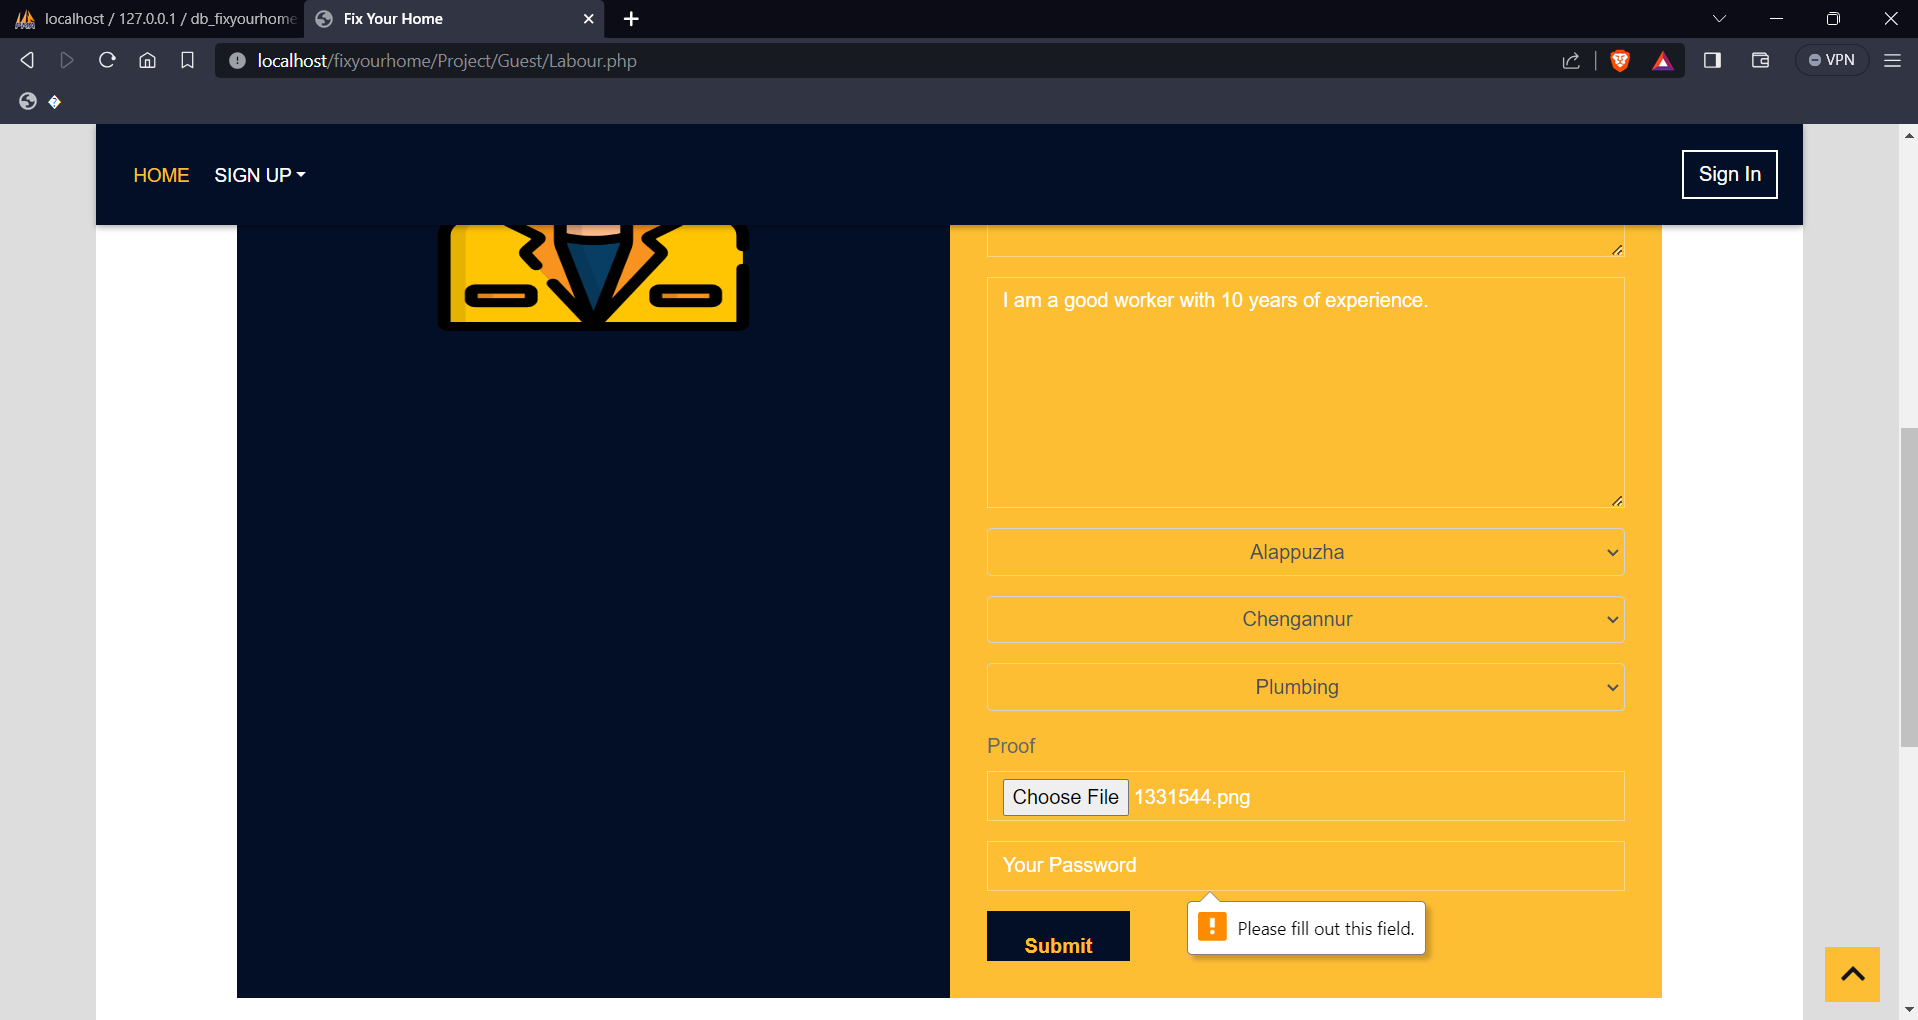 localhost / 127.0.0.1 / db_fixyourhome
Fix Your Home
localhost/fixyourhome/Project/Guest/Labour.php
VPN
HOME
SIGN UP
Sign In
I am a good worker with 10 years of experience.
Alappuzha
Chengannur
Plumbing
Proof
Choose File 1331544.png
Your Password
Please fill out this field.
Submit